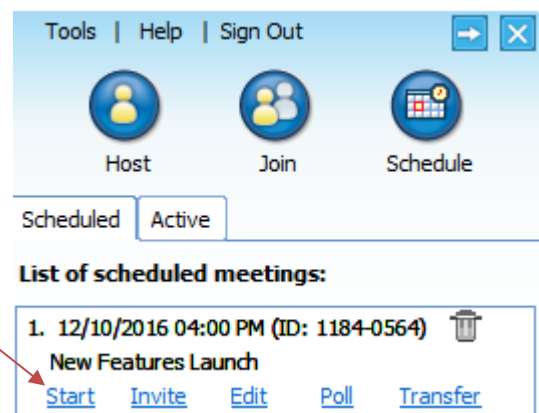 Tools | Help | Sign Out
Host Join Schedule
Scheduled Active
List of scheduled meetings:
1. 12/10/2016 04:00 PM (ID: 1184-0564)
New Features Launch
Start Invite Edit Poll Transfer